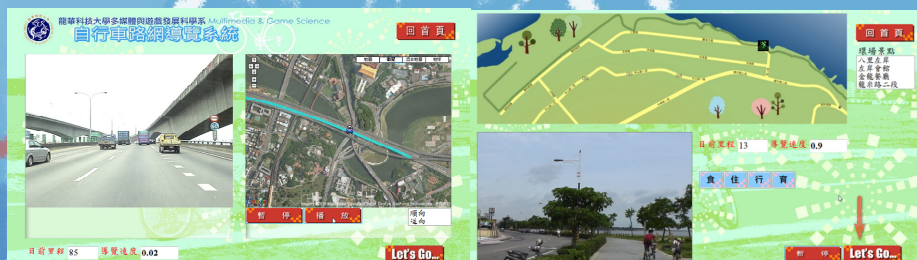 龍華科技大學多媒體與遊戲發展科學系 Multimedia & Game Science
自行車路網導覽系統
回首頁
暫 停
播 放
順向
逆向
目前里程 85 導覽速度 0.02
Let's Go...
回首頁
環場景點
八里左岸
左岸會館
金龍餐廳
龍米路二段
目前里程 13 導覽速度 0.9
食 住 行 育
暫 停
Let's Go...